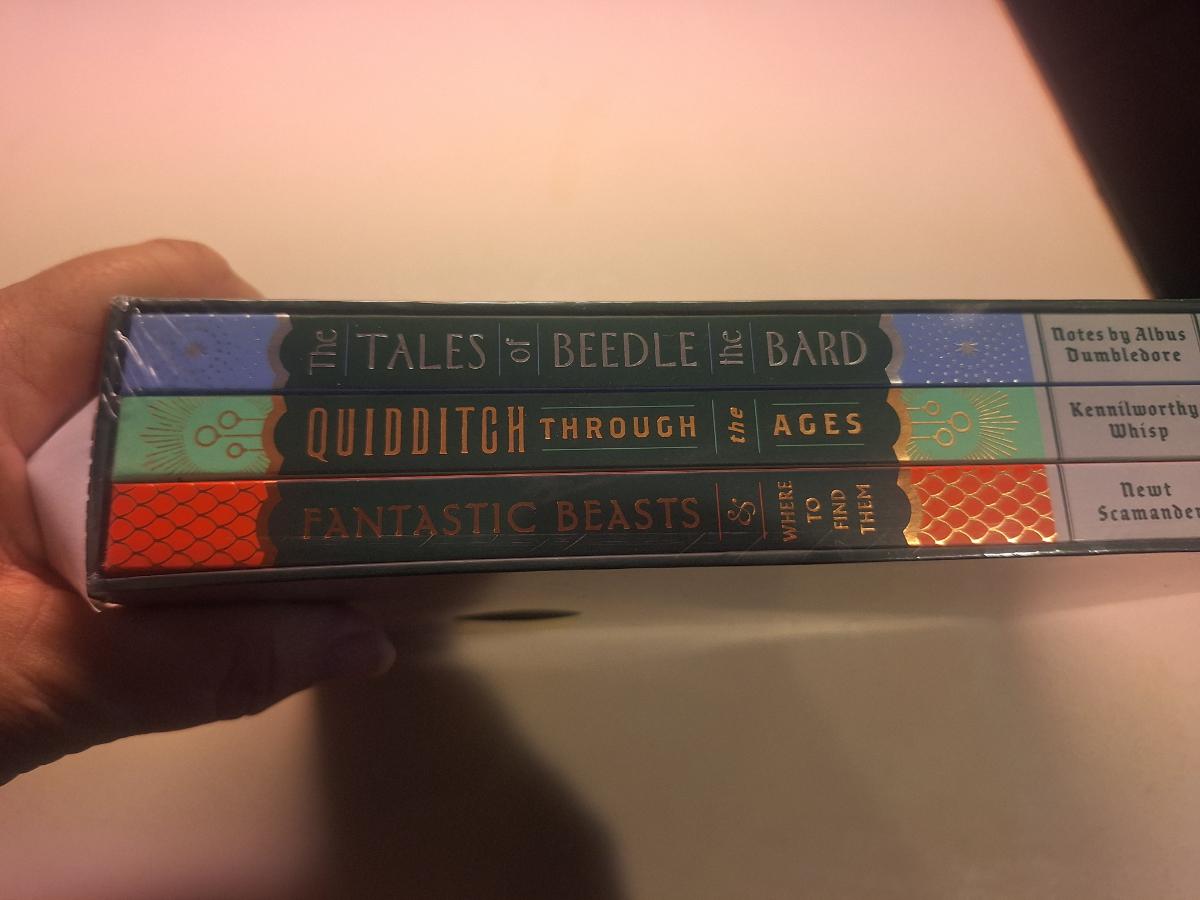 The TALES of BEEDLE the BARD
Notes by Albus
Dumbledore
QUIDDITCH THROUGH the AGES
Kennilworthy
Whisp
FANTASTIC BEASTS & WHERE TO FIND THEM
Newt
Scamander